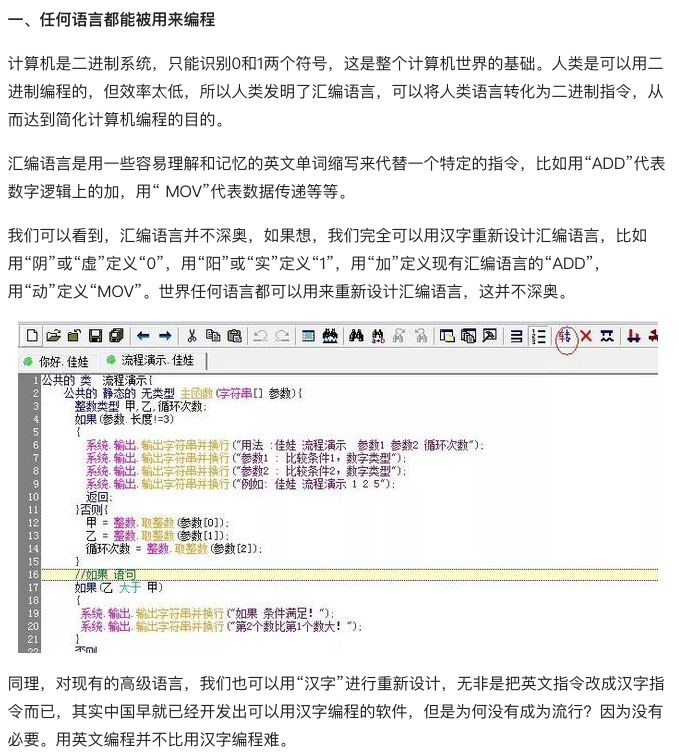 一、任何语言都能被用来编程
计算机是二进制系统，只能识别0和1两个符号，这是整个计算机世界的基础。人类是可以用二
进制编程的，但效率太低，所以人类发明了汇编语言，可以将人类语言转化为二进制指令，从
而达到简化计算机编程的目的。
汇编语言是用一些容易理解和记忆的英文单词缩写来代替一个特定的指令，比如用“ADD”代表
数字逻辑上的加，用“ MOV”代表数据传递等等。
我们可以看到，汇编语言并不深奥，如果想，我们完全可以用汉字重新设计汇编语言，比如
用“阴”或“虚”定义“0”，用“阳”或“实”定义“1”，用“加”定义现有汇编语言的“ADD”，
用“动”定义“MOV”。世界任何语言都可以用来重新设计汇编语言，这并不深奥。
转
你好.佳娃 流程演示.佳娃
1 公共的 类 流程演示{
2 公共的 静态的 无类型 主函数(字符串[] 参数){
3 整数类型 甲,乙,循环次数;
4 如果(参数.长度!=3)
5 {
6 系统.输出.输出字符串并换行("用法 :佳娃 流程演示 参数1 参数2 循环次数");
7 系统.输出.输出字符串并换行("参数1 : 比较条件1, 数字类型");
8 系统.输出.输出字符串并换行("参数2 : 比较条件2, 数字类型");
9 系统.输出.输出字符串并换行("例如: 佳娃 流程演示 1 2 5");
10 返回;
11 }否则{
12 甲 = 整数.取整数(参数[0]);
13 乙 = 整数.取整数(参数[1]);
14 循环次数 = 整数.取整数(参数[2]);
15 }
16 //如果 语句
17 如果(乙 大于 甲)
18 {
19 系统.输出.输出字符串并换行("如果 条件满足! ");
20 系统.输出.输出字符串并换行("第2个数比第1个数大! ");
21 }
22 否则
同理，对现有的高级语言，我们也可以用“汉字”进行重新设计，无非是把英文指令改成汉字指
令而已，其实中国早就已经开发出可以用汉字编程的软件，但是为何没有成为流行？因为没有
必要。用英文编程并不比用汉字编程难。